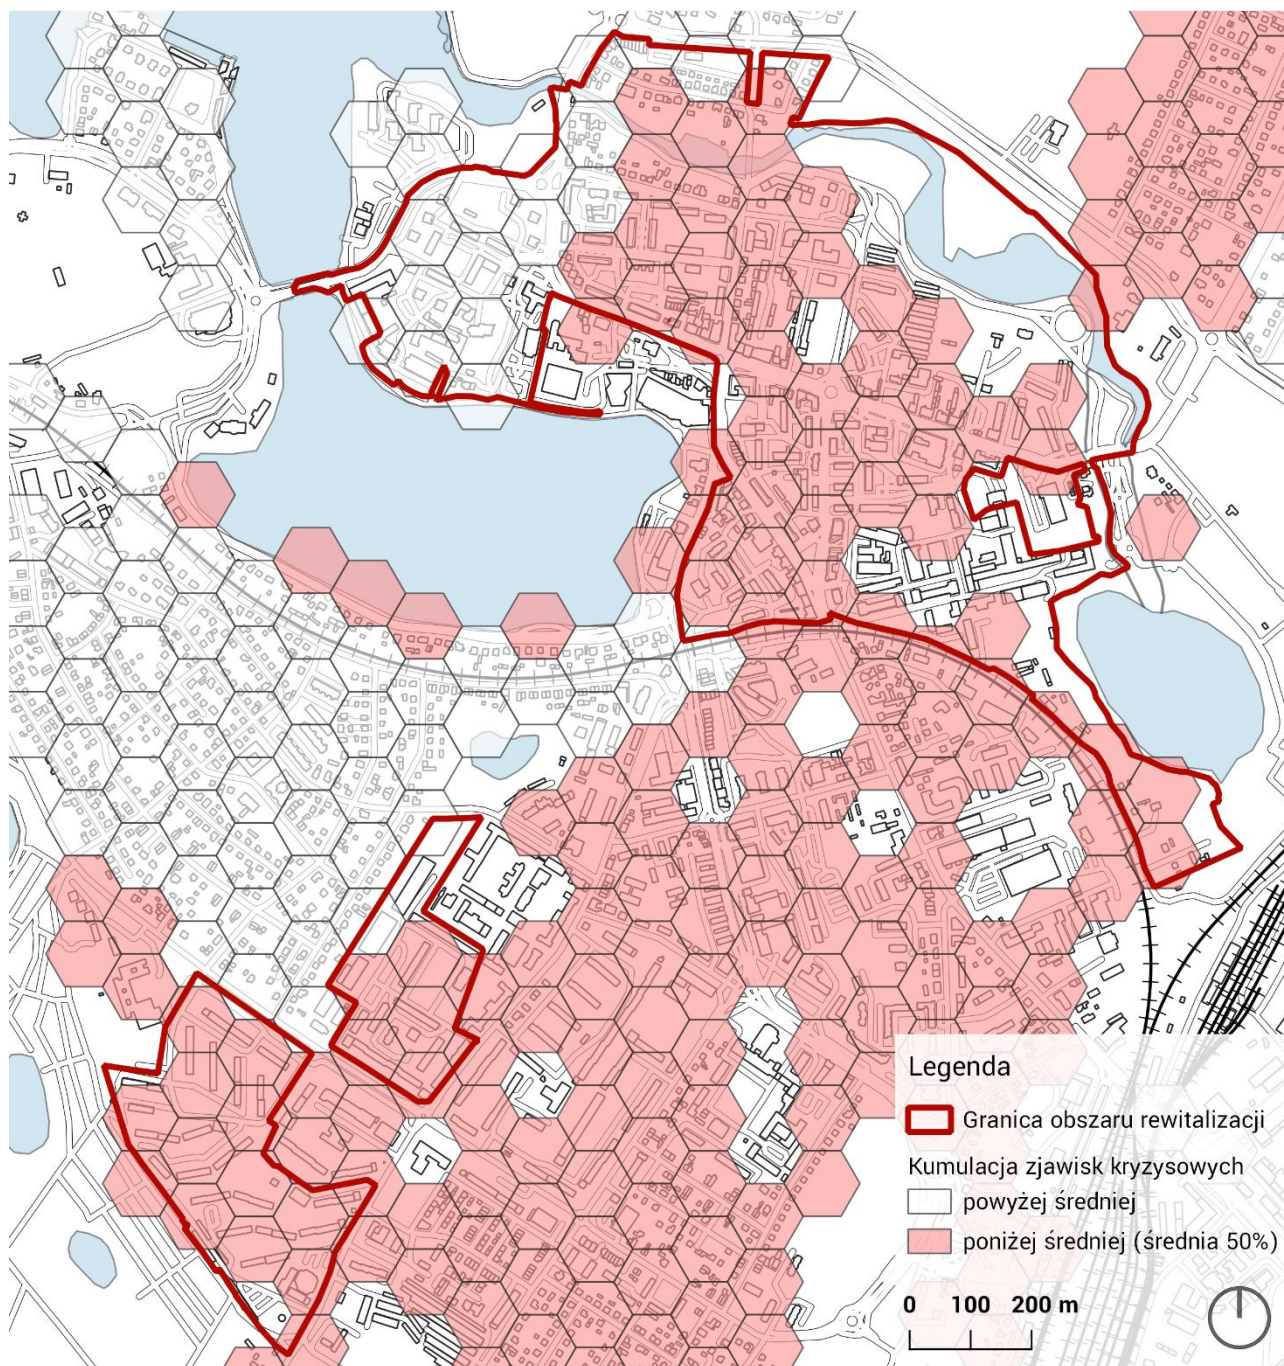 Legenda
Granica obszaru rewitalizacji
Kumulacja zjawisk kryzysowych
powyżej średniej
poniżej średniej (średnia 50%)
0 100 200 m